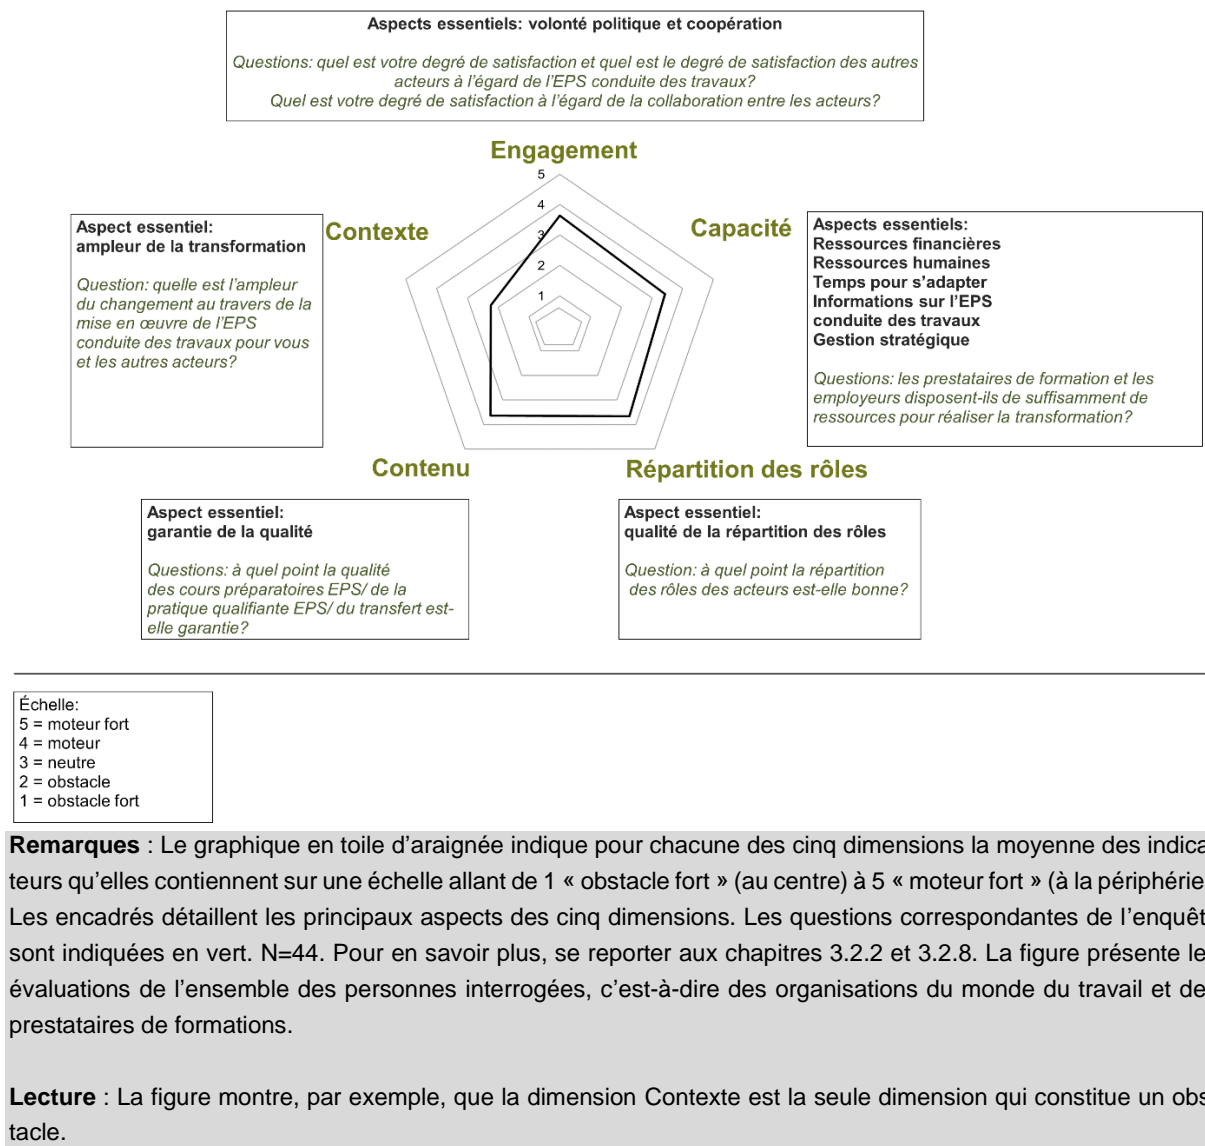 Aspects essentiels: volonté politique et coopération
Questions: quel est votre degré de satisfaction et quel est le degré de satisfaction des autres
acteurs à l’égard de l’EPS conduite des travaux?
Quel est votre degré de satisfaction à l’égard de la collaboration entre les acteurs?
Engagement
5
4
3
2
1
Contexte
Capacité
Aspect essentiel:
ampleur de la transformation
Question: quelle est l’ampleur
du changement au travers de la
mise en œuvre de l’EPS
conduite des travaux pour vous
et les autres acteurs?
Aspects essentiels:
Ressources financières
Ressources humaines
Temps pour s’adapter
Informations sur l’EPS
conduite des travaux
Gestion stratégique
Questions: les prestataires de formation et les
employeurs disposent-ils de suffisamment de
ressources pour réaliser la transformation?
Contenu
Répartition des rôles
Aspect essentiel:
garantie de la qualité
Questions: à quel point la qualité
des cours préparatoires EPS/ de la
pratique qualifiante EPS/ du transfert est-
elle garantie?
Aspect essentiel:
qualité de la répartition des rôles
Question: à quel point la répartition
des rôles des acteurs est-elle bonne?
Échelle:
5 = moteur fort
4 = moteur
3 = neutre
2 = obstacle
1 = obstacle fort
Remarques : Le graphique en toile d’araignée indique pour chacune des cinq dimensions la moyenne des indica
teurs qu’elles contiennent sur une échelle allant de 1 « obstacle fort » (au centre) à 5 « moteur fort » (à la périphérie
Les encadrés détaillent les principaux aspects des cinq dimensions. Les questions correspondantes de l’enquêt
sont indiquées en vert. N=44. Pour en savoir plus, se reporter aux chapitres 3.2.2 et 3.2.8. La figure présente le
évaluations de l’ensemble des personnes interrogées, c’est-à-dire des organisations du monde du travail et de
prestataires de formations.
Lecture : La figure montre, par exemple, que la dimension Contexte est la seule dimension qui constitue un obs
tacle.